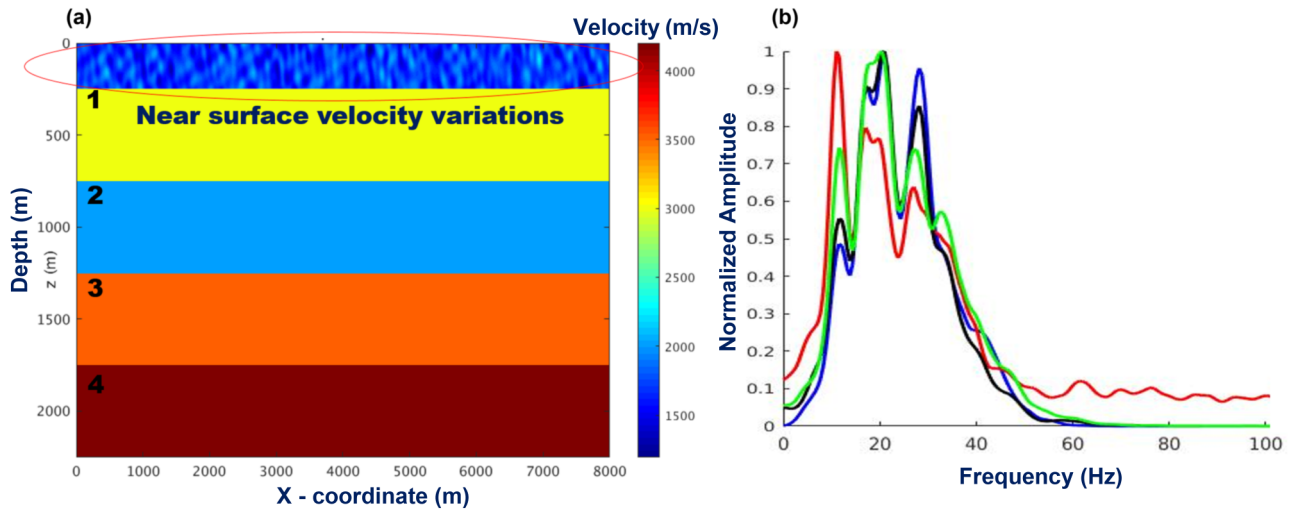 (a)
Velocity (m/s)
0
500
1000
1500
2000
Depth (m)
z (m)
1
Near surface velocity variations
2
3
4
0 1000 2000 3000 4000 5000 6000 7000 8000
X - coordinate (m)
4000
3500
3000
2500
2000
1500
(b)
1
0.9
0.8
0.7
0.6
0.5
0.4
0.3
0.2
0.1
0
Normalized Amplitude
0 20 40 60 80 100
Frequency (Hz)